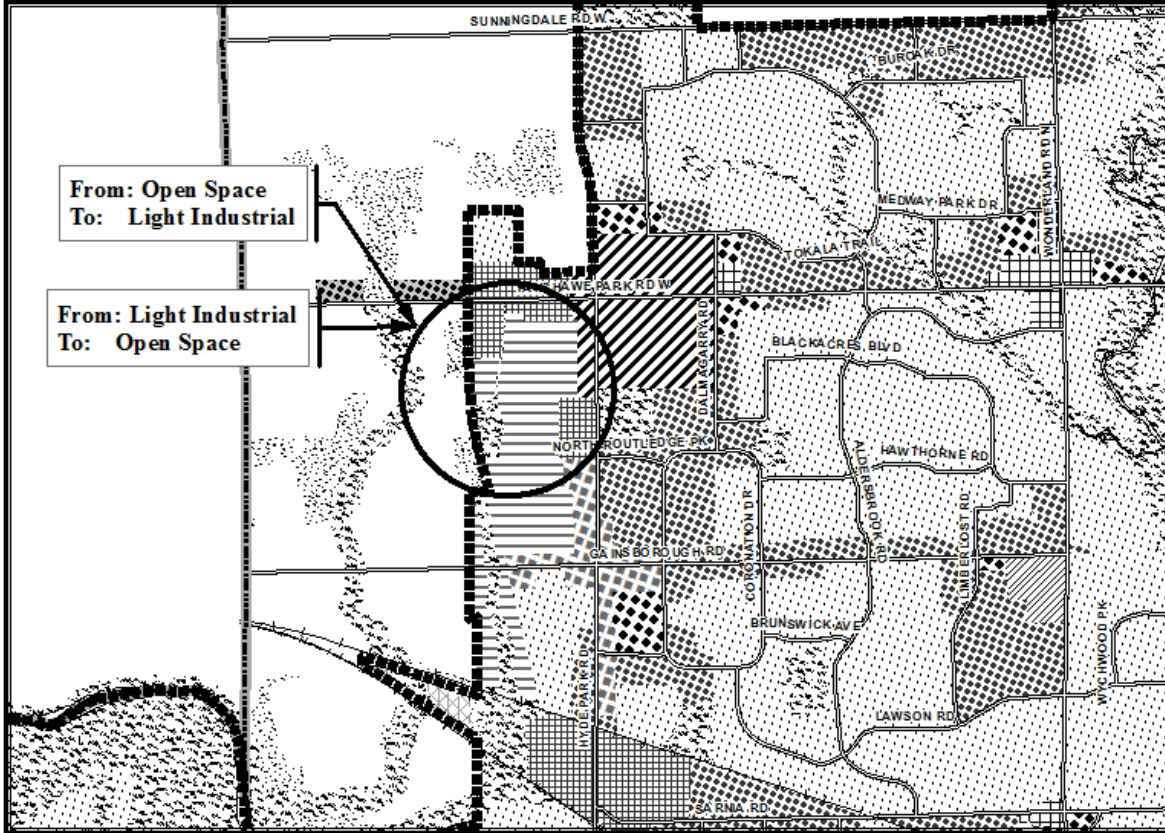 SUNNINGDALE RD W
BURCAK DR
From: Open Space
To: Light Industrial
WONDERLAND RD N
MEDWAY PARK DR
TOKALA TRAIL
PARK RD W
From: Light Industrial
To: Open Space
DALMAGARRY RD
BLACKACRES BLVD
NORTH ROUTLEDGE PK
ALDERSBROOK RD
HAWTHORNE RD
CORONATION DR
LIMBERLOST RD
GAINSBOROUGH RD
BRUNSWICK AVE
WYCHWOOD PK
HYDE PARK RD
LAWSON RD
SARNIA RD